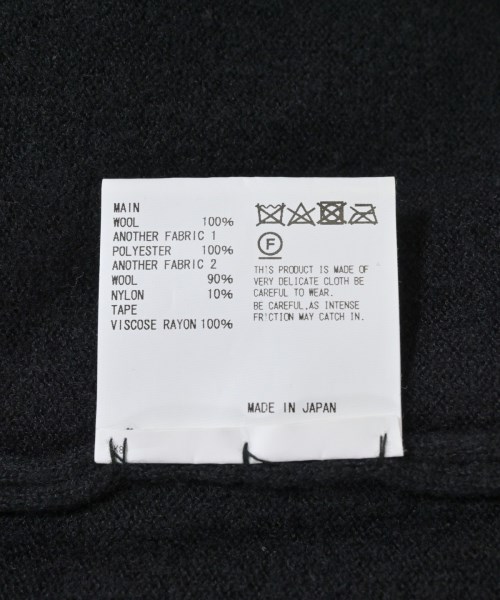 MAIN
WOOL 100%
ANOTHER FABRIC 1
POLYESTER 100%
ANOTHER FABRIC 2
WOOL 90%
NYLON 10%
TAPE
VISCOSE RAYON 100%
F
THIS PRODUCT IS MADE OF
VERY DELICATE CLOTH BE
CAREFUL TO WEAR.
BE CAREFUL,AS INTENSE
FRICTION MAY CATCH IN.
MADE IN JAPAN